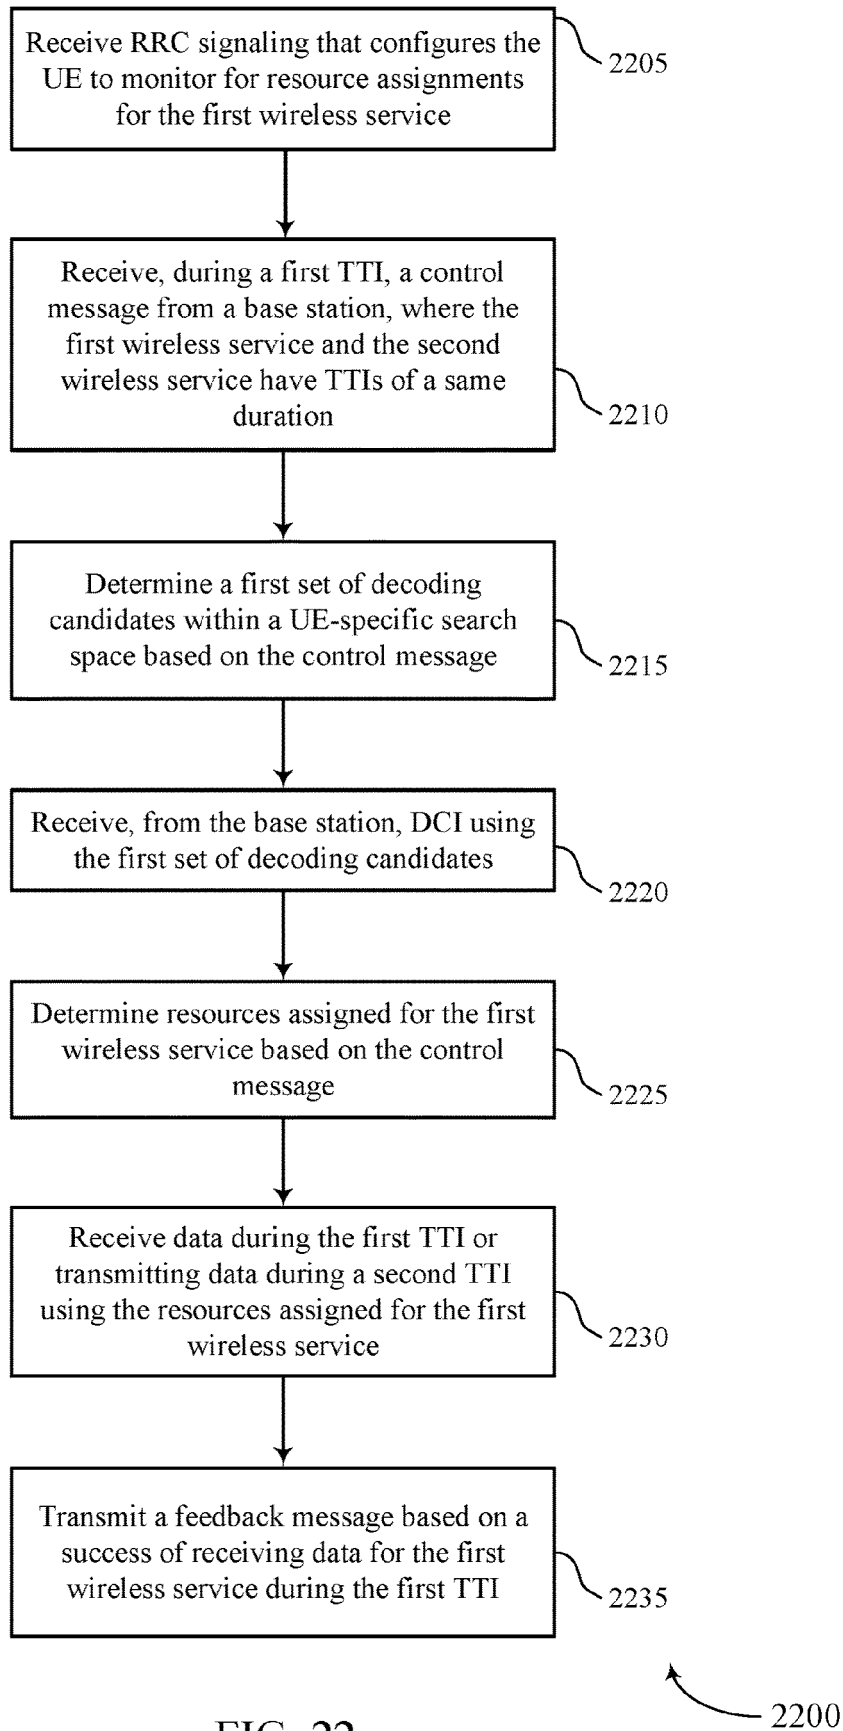 Receive RRC signaling that configures the
UE to monitor for resource assignments
for the first wireless service
2205
Receive, during a first TTI, a control
message from a base station, where the
first wireless service and the second
wireless service have TTIs of a same
duration
2210
Determine a first set of decoding
candidates within a UE-specific search
space based on the control message
2215
Receive, from the base station, DCI using
the first set of decoding candidates
2220
Determine resources assigned for the first
wireless service based on the control
message
2225
Receive data during the first TTI or
transmitting data during a second TTI
using the resources assigned for the first
wireless service
2230
Transmit a feedback message based on a
success of receiving data for the first
wireless service during the first TTI
2235
2200
FIG. 22